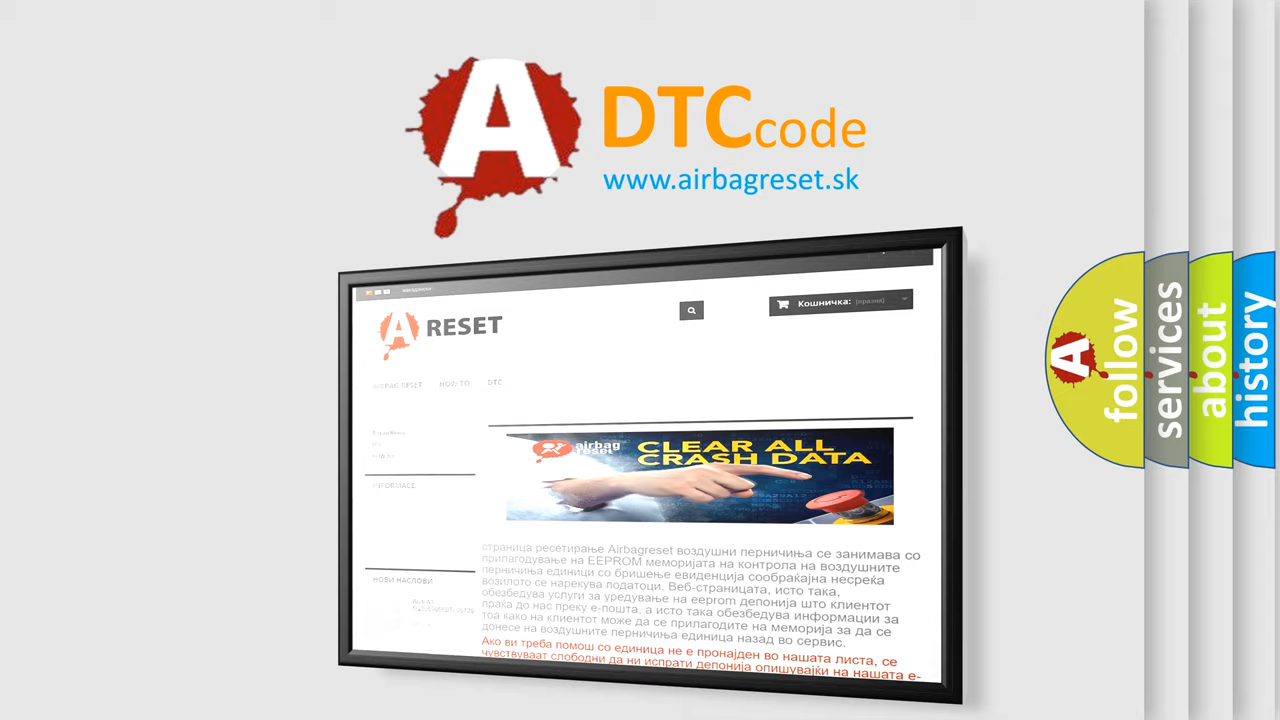 A
DTC code
www.airbagreset.sk
A RESET
Кошничка: (празна)
AIRBAG RESET HOW TO DTC
INFORMACE
НОВИ НАСЛОВИ
airbag
reset
CLEAR ALL
CRASH DATA
страница ресетирање Airbagreset воздушни перничиња се занимава со
прилагодување на EEPROM меморијата на контрола на воздушните
перничиња единици со бришење евиденција сообраќајна несреќа
возилото се нарекува податоци. Веб-страницата, исто така,
обезбедува услуги за уредување на eeprom депонија што клиентот
праќа до нас преку е-пошта, а исто така обезбедува информации за
тоа како на клиентот може да се прилагодите на меморија за да се
донесе на воздушните перничиња единица назад во сервис.
Ако ви треба помош со единица не е пронајден во нашата листа, се
чувствуваат слободни да ни испрати депонија опишувајќи на нашата е-
A
follow
services
about
history